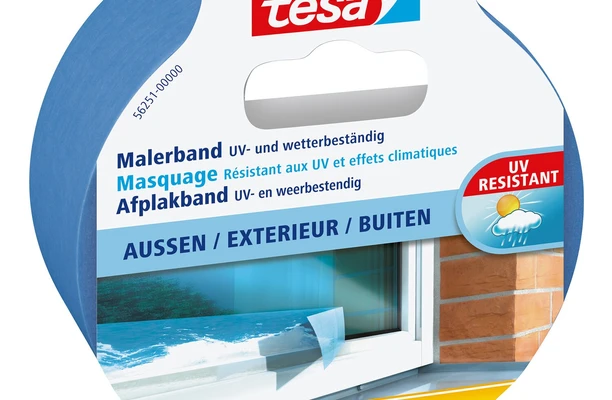 tesa
56251-00000
Malerband UV- und wetterbeständig
Masquage Résistant aux UV et effets climatiques
Afplakband UV- en weerbestendig
UV
RESISTANT
AUSSEN / EXTERIEUR / BUITEN